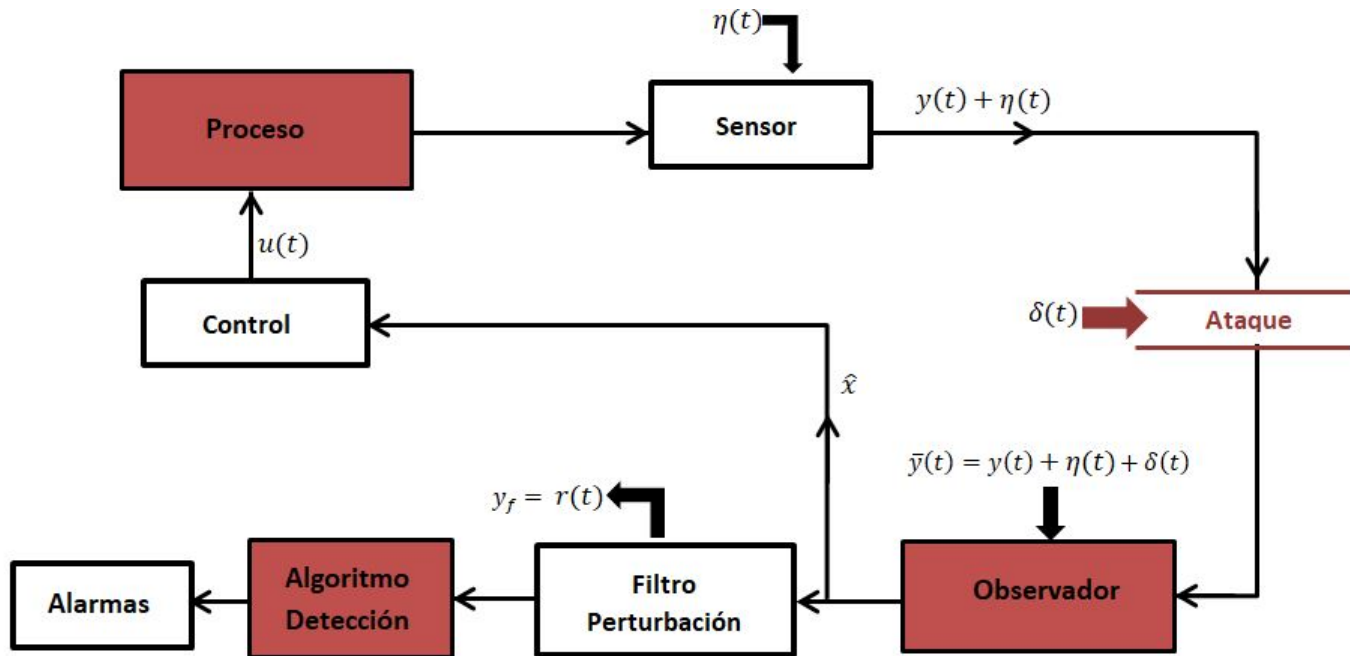 η(t)
y(t) + η(t)
Proceso
Sensor
u(t)
Control
δ(t)
Ataque
x̂
ȳ(t) = y(t) + η(t) + δ(t)
y_f = r(t)
Alarmas
Algoritmo
Detección
Filtro
Perturbación
Observador